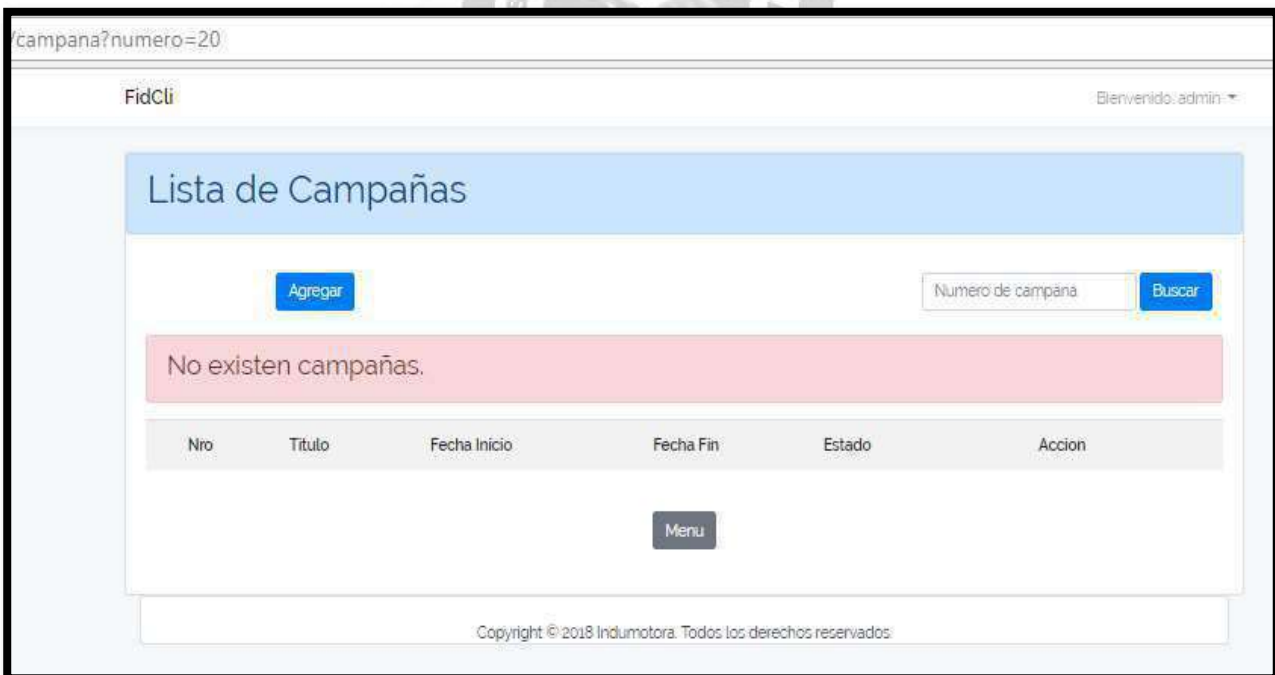 /campana?numero=20
FidCli
Bienvenido, admin
Lista de Campañas
Agregar
Numero de campana
Buscar
No existen campañas.
Nro Titulo Fecha Inicio Fecha Fin Estado Accion
Menu
Copyright © 2018 Indumotora. Todos los derechos reservados.